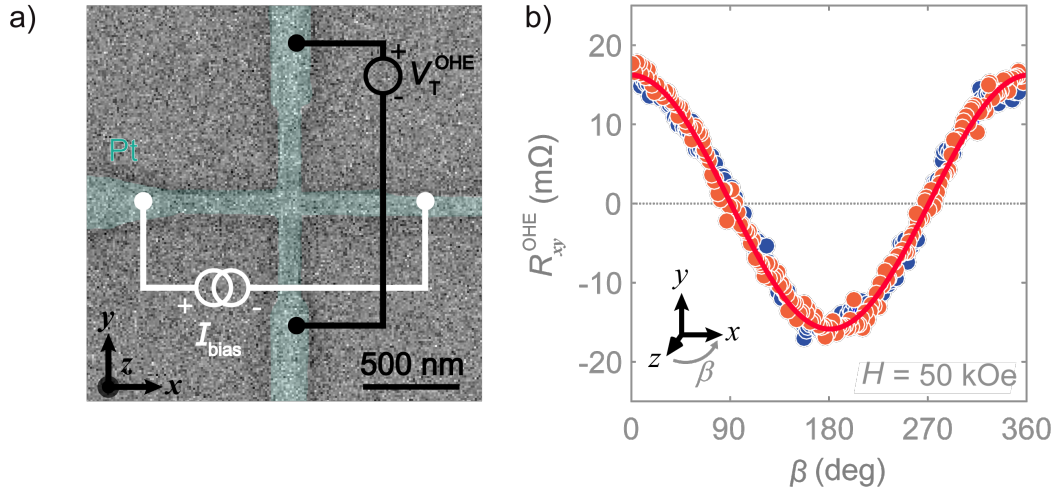 a)
Pt
+
V_T^OHE
-
+
-
I_bias
y
z
x
500 nm
b)
R_xy^OHE (mΩ)
20
10
0
-10
-20
y
x
z
β
H = 50 kOe
0 90 180 270 360
β (deg)